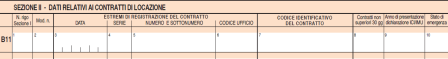 SEZIONE II - DATI RELATIVI AI CONTRATTI DI LOCAZIONE
N. rigo Sezione I
Mod. n.
ESTREMI DI REGISTRAZIONE DEL CONTRATTO
DATA
SERIE
NUMERO E SOTTONUMERO
CODICE UFFICIO
CODICE IDENTIFICATIVO DEL CONTRATTO
Contratti non superiori 30 gg
Anno di presentazione dichiarazione ICI/IMU
Stato di emergenza
B11
1
2
3
4
5
6
7
8
9
10